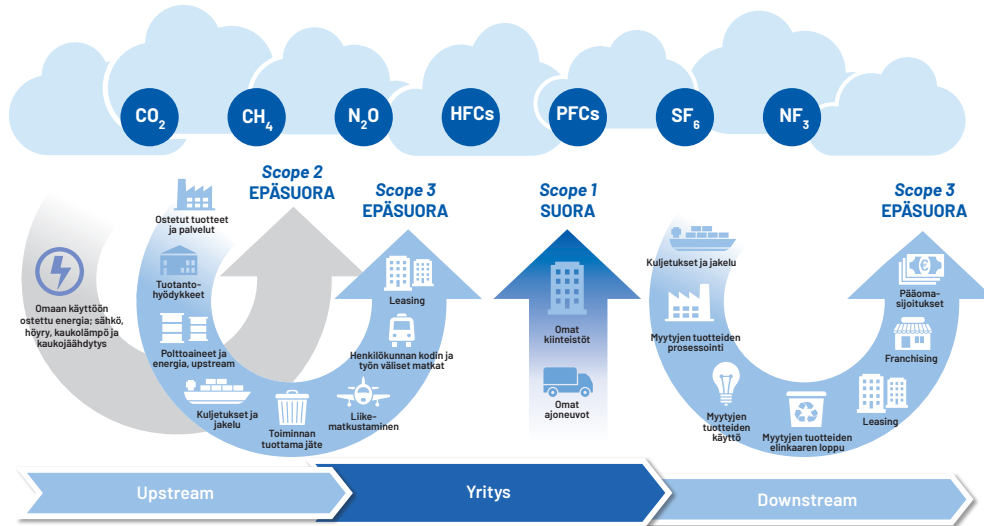 CO2
CH4
N2O
HFCs
PFCs
SF6
NF3
Scope 2
EPÄSUORA
Scope 3
EPÄSUORA
Scope 1
SUORA
Scope 3
EPÄSUORA
Omaan käyttöön
ostettu energia; sähkö,
höyry, kaukolämpö ja
kaukojäähdytys
Ostetut tuotteet
ja palvelut
Tuotanto-
hyödykkeet
Polttoaineet ja
energia, upstream
Kuljetukset ja
jakelu
Toiminnan
tuottama jäte
Liike-
matkustaminen
Henkilökunnan kodin ja
työn väliset matkat
Leasing
Omat
kiinteistöt
Omat
ajoneuvot
Kuljetukset ja jakelu
Myytyjen tuotteiden
prosessointi
Myytyjen
tuotteiden
käyttö
Myytyjen tuotteiden
elinkaaren loppu
Leasing
Franchising
Pääoma-
sijoitukset
Upstream
Yritys
Downstream